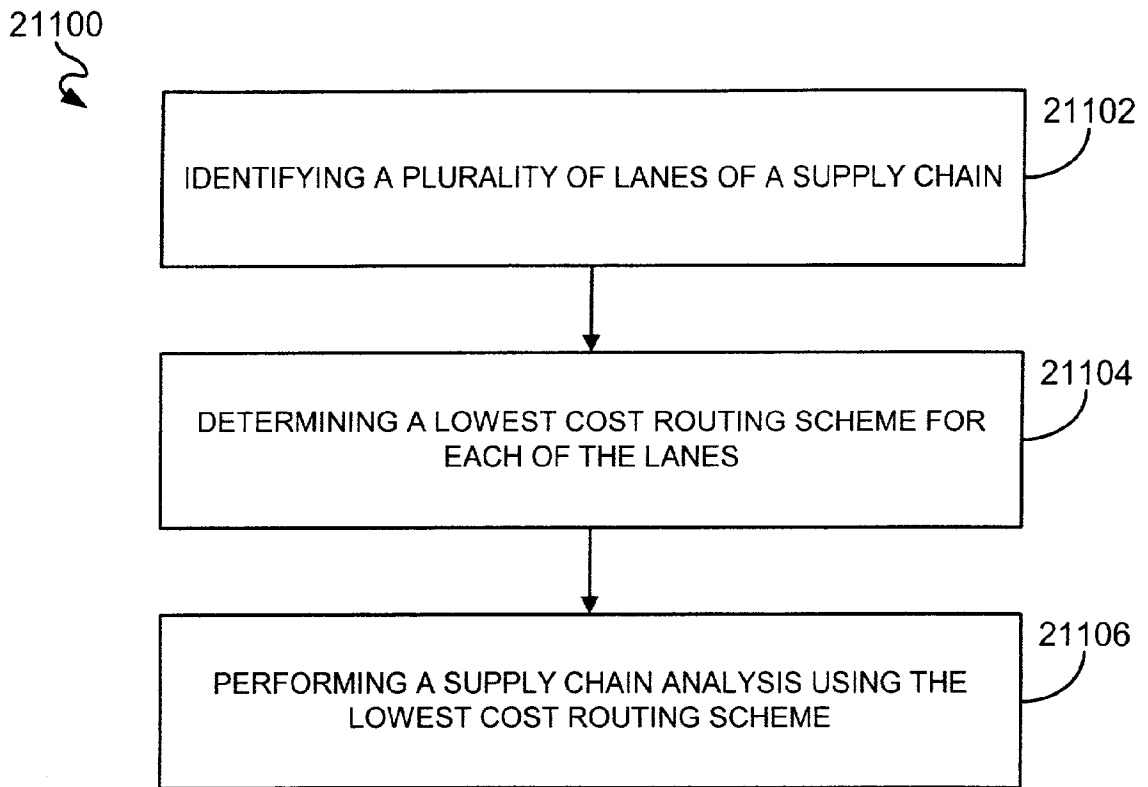 21100
21102
IDENTIFYING A PLURALITY OF LANES OF A SUPPLY CHAIN
21104
DETERMINING A LOWEST COST ROUTING SCHEME FOR
EACH OF THE LANES
21106
PERFORMING A SUPPLY CHAIN ANALYSIS USING THE
LOWEST COST ROUTING SCHEME